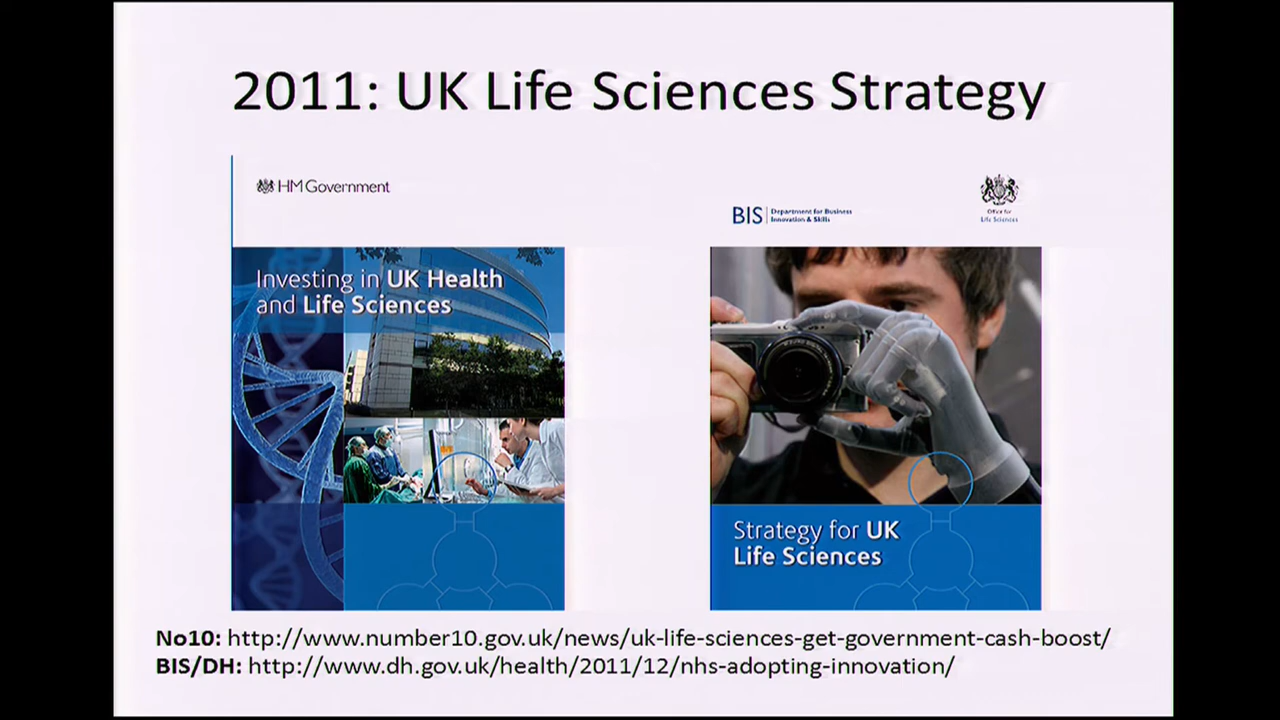 2011: UK Life Sciences Strategy
HM Government
BIS
Department for Business
Innovation & Skills
Office for
Life Sciences
Investing in UK Health
and Life Sciences
Strategy for UK
Life Sciences
No10: http://www.number10.gov.uk/news/uk-life-sciences-get-government-cash-boost/
BIS/DH: http://www.dh.gov.uk/health/2011/12/nhs-adopting-innovation/